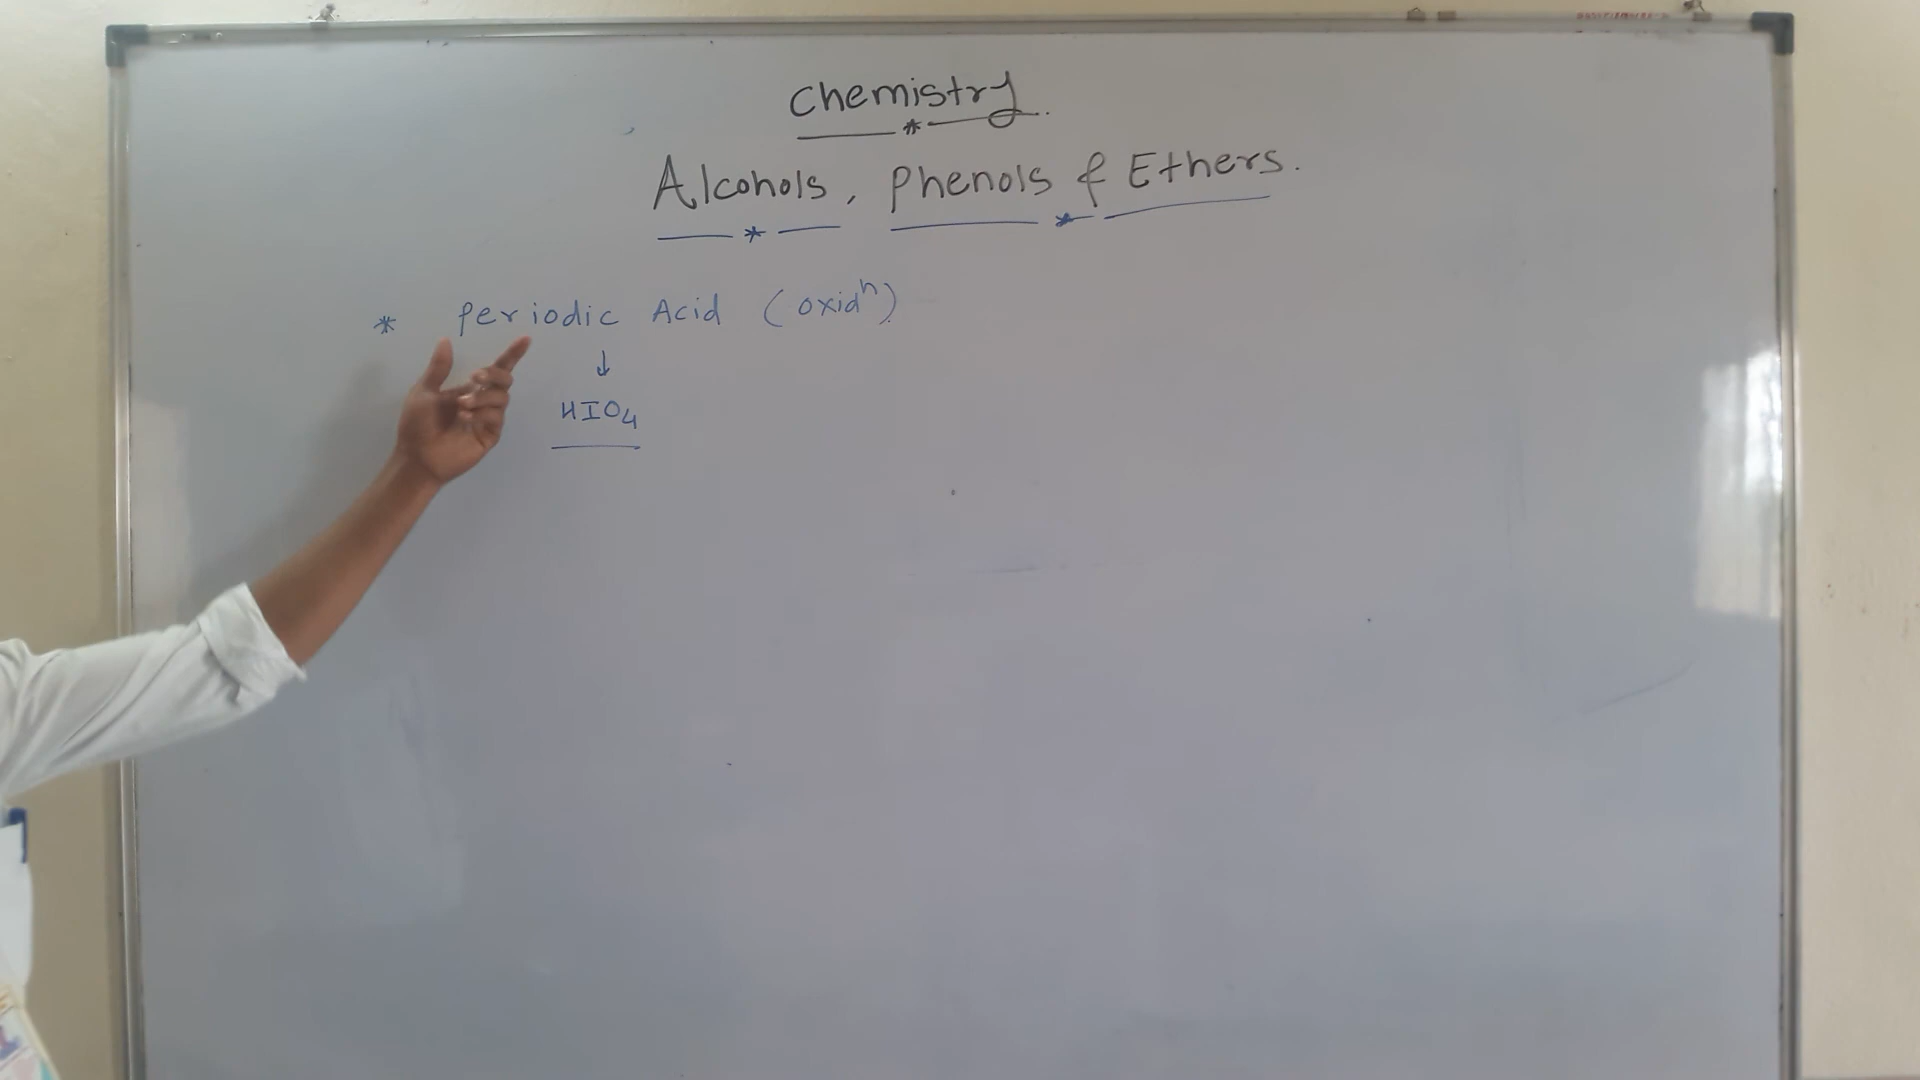 Chemistry.
Alcohols, Phenols & Ethers.
* Periodic Acid (oxidⁿ)
↓
HIO₄